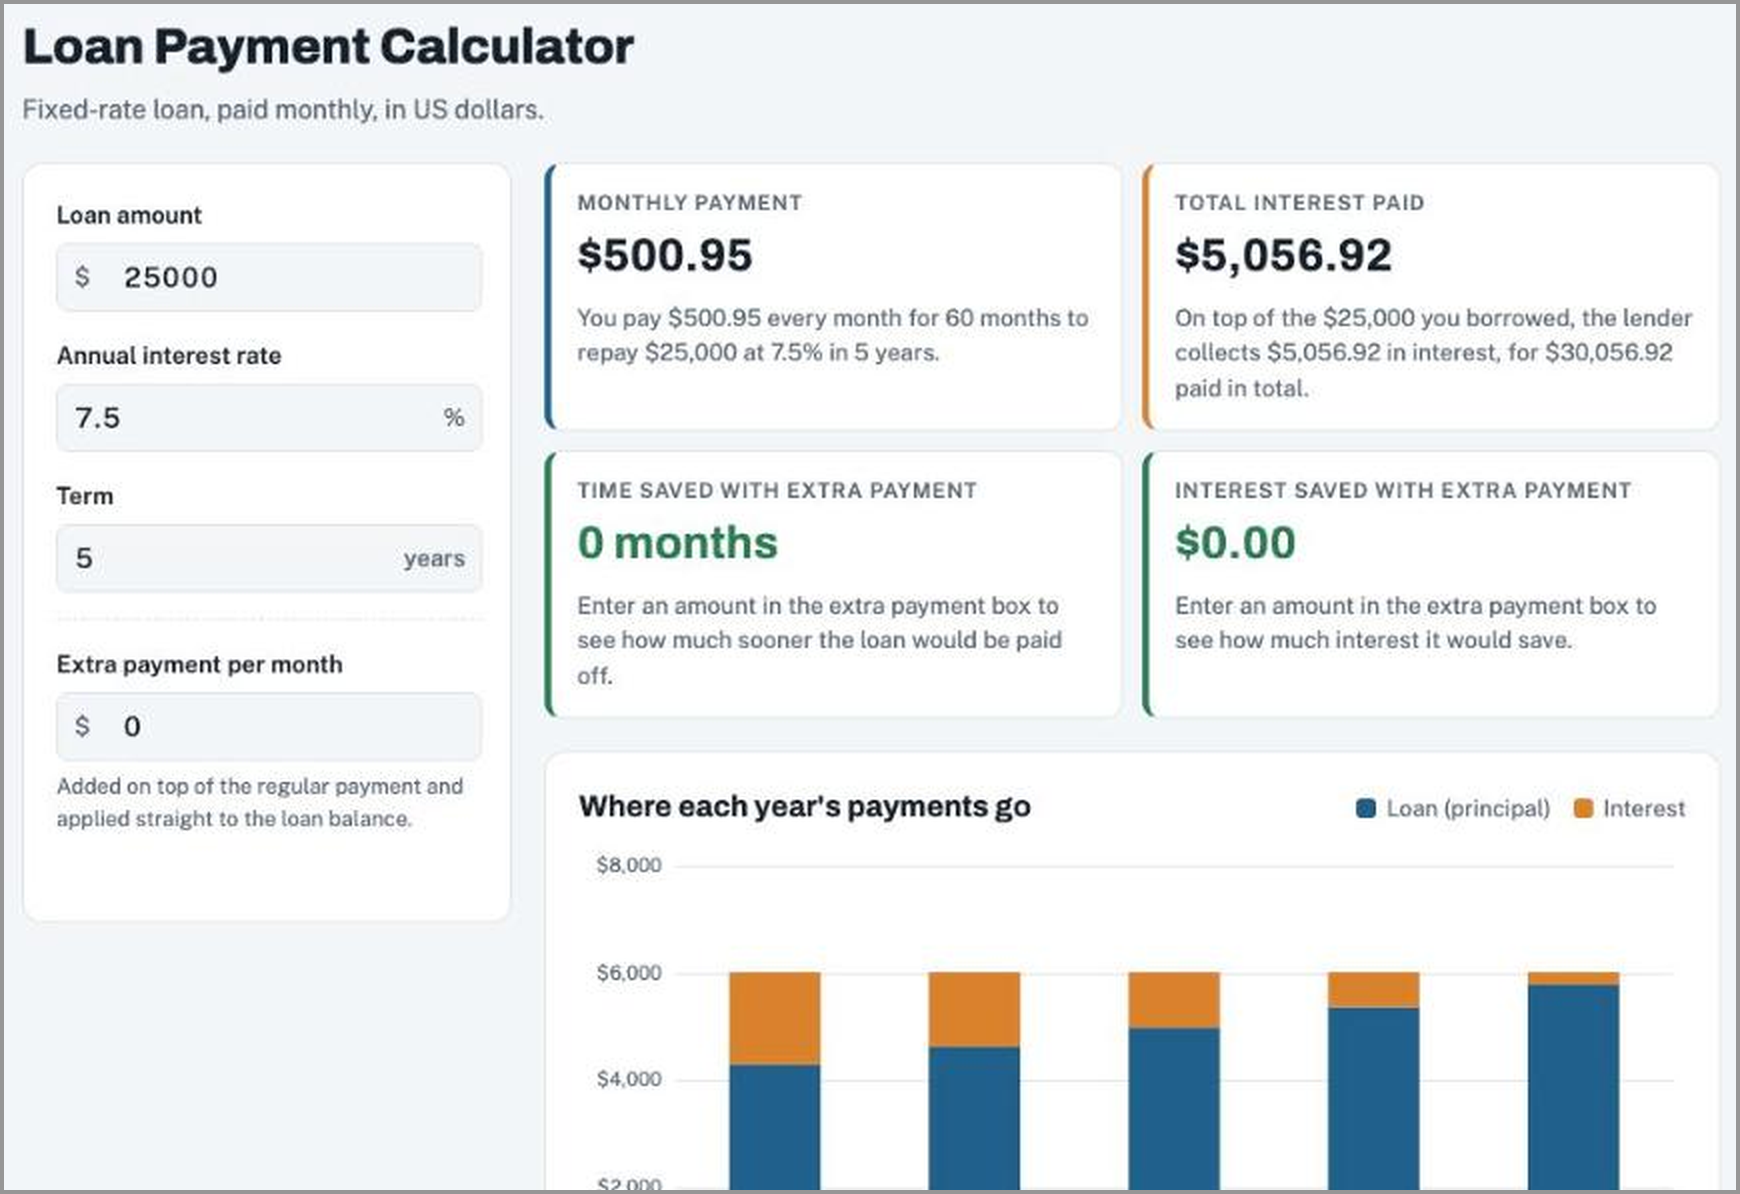 Loan Payment Calculator
Fixed-rate loan, paid monthly, in US dollars.
Loan amount
$ 25000
Annual interest rate
7.5 %
Term
5 years
Extra payment per month
$ 0
Added on top of the regular payment and
applied straight to the loan balance.
MONTHLY PAYMENT
$500.95
You pay $500.95 every month for 60 months to
repay $25,000 at 7.5% in 5 years.
TOTAL INTEREST PAID
$5,056.92
On top of the $25,000 you borrowed, the lender
collects $5,056.92 in interest, for $30,056.92
paid in total.
TIME SAVED WITH EXTRA PAYMENT
0 months
Enter an amount in the extra payment box to
see how much sooner the loan would be paid
off.
INTEREST SAVED WITH EXTRA PAYMENT
$0.00
Enter an amount in the extra payment box to
see how much interest it would save.
Where each year's payments go
Loan (principal) Interest
$8,000
$6,000
$4,000
$2,000